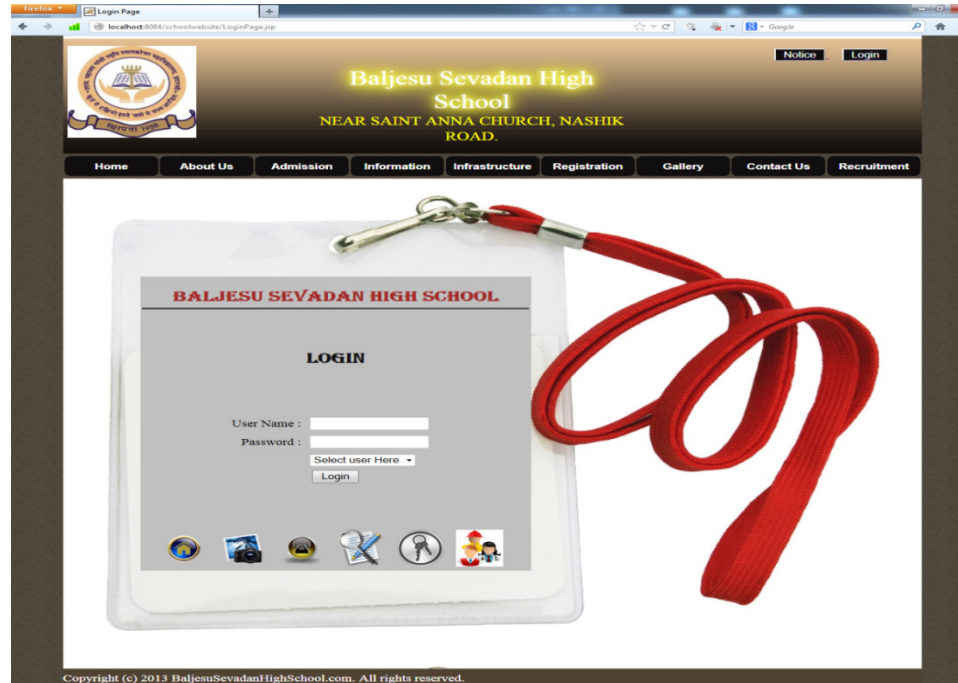 Firefox
Login Page
localhost:8084/schoolwebsite/LoginPage.jsp
Google
Notice
Login
Baljesu Sevadan High
School
NEAR SAINT ANNA CHURCH, NASHIK
ROAD.
Home About Us Admission Information Infrastructure Registration Gallery Contact Us Recruitment
BALJESU SEVADAN HIGH SCHOOL
LOGIN
User Name :
Password :
Select user Here
Login
Copyright (c) 2013 BaljesuSevadanHighSchool.com. All rights reserved.